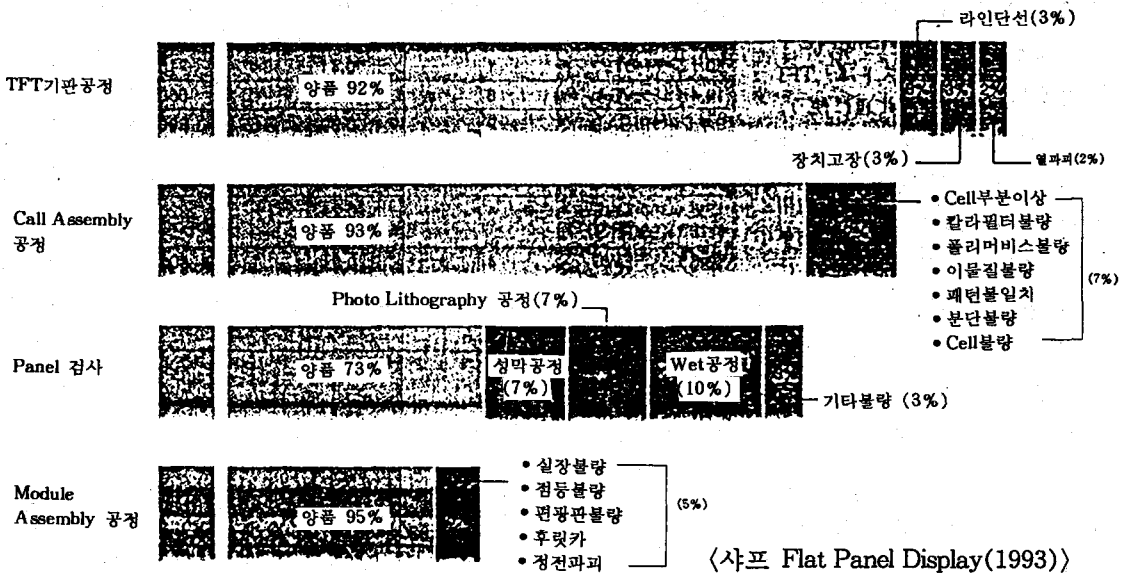 라인단선(3%)
TFT기판공정
양품 92%
장치고장(3%)
열파괴(2%)
Call Assembly
공정
양품 93%
• Cell부분이상
• 칼라필터불량
• 폴리머비스불량
• 이물질불량
• 패턴불일치
• 분단불량
• Cell불량
(7%)
Photo Lithography 공정(7%)
Panel 검사
양품 73%
성막공정
(7%)
Wet공정
(10%)
기타불량 (3%)
Module
Assembly 공정
양품 95%
• 실장불량
• 점등불량
• 편광판불량
• 후릿카
• 정전파괴
(5%)
〈샤프 Flat Panel Display(1993)〉